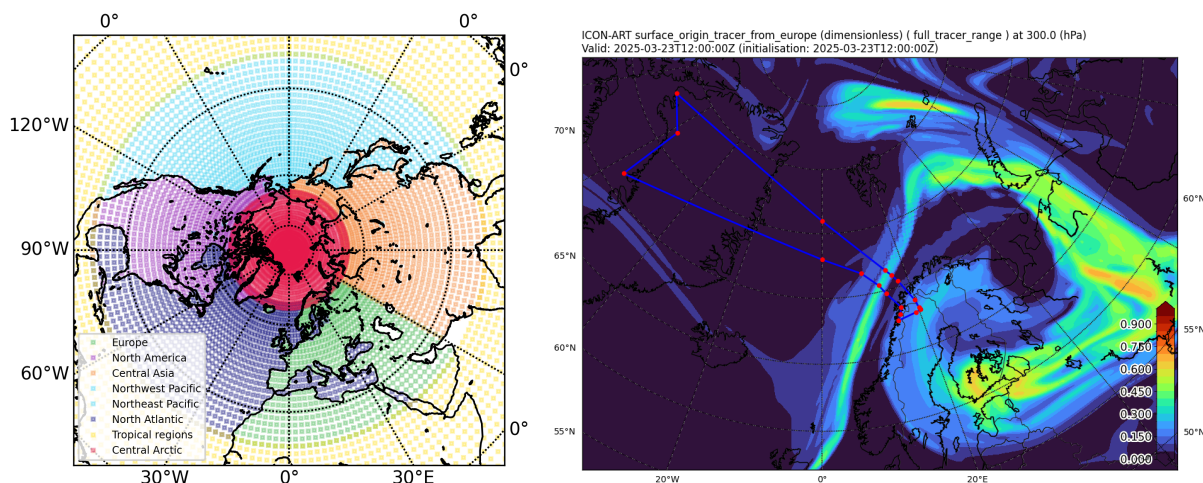 0°
0°
0°
120°W
90°W
60°W
Europe
North America
Central Asia
Northwest Pacific
Northeast Pacific
North Atlantic
Tropical regions
Central Arctic
0°
30°W
0°
30°E
ICON-ART surface_origin_tracer_from_europe (dimensionless) ( full_tracer_range ) at 300.0 (hPa)
Valid: 2025-03-23T12:00:00Z (initialisation: 2025-03-23T12:00:00Z)
70°N
65°N
60°N
55°N
60°N
55°N
50°N
0.900
0.750
0.600
0.450
0.300
0.150
0.000
20°W
0°
20°E